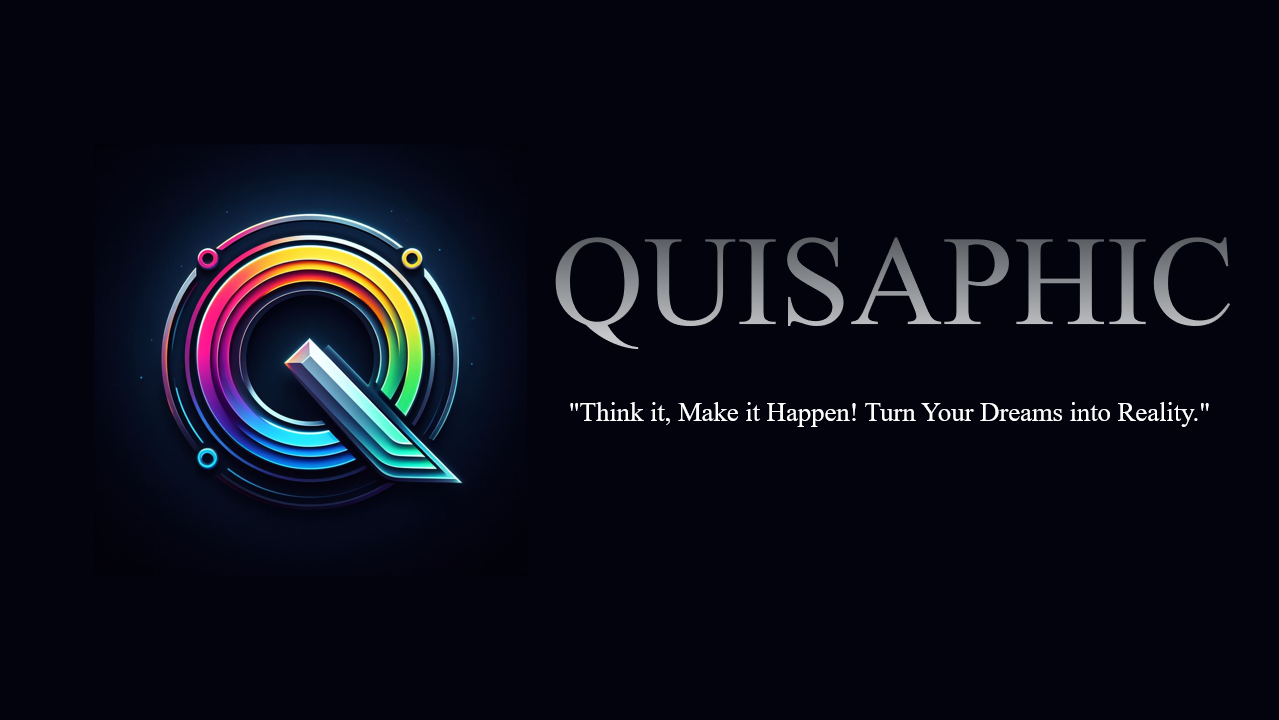 QUISAPHIC
"Think it, Make it Happen! Turn Your Dreams into Reality."